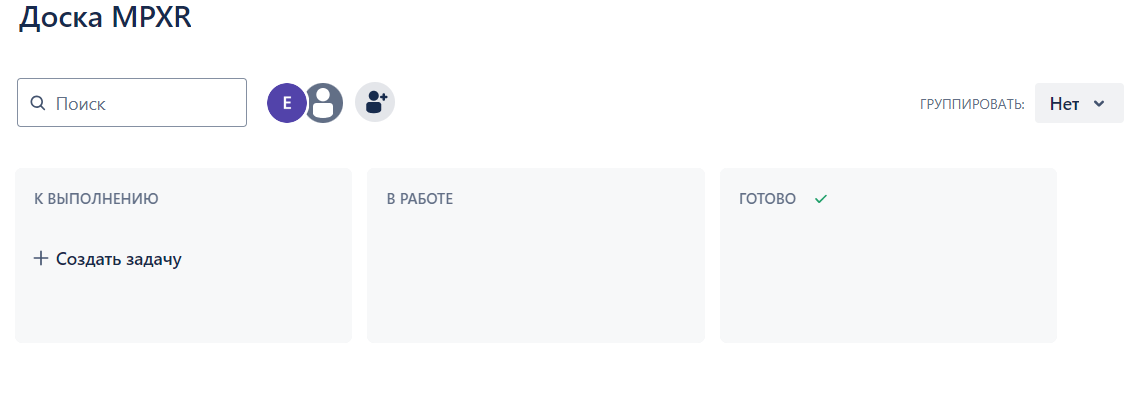 Доска MPXR
Поиск
E
ГРУППИРОВАТЬ:
Нет
К ВЫПОЛНЕНИЮ
Создать задачу
В РАБОТЕ
ГОТОВО